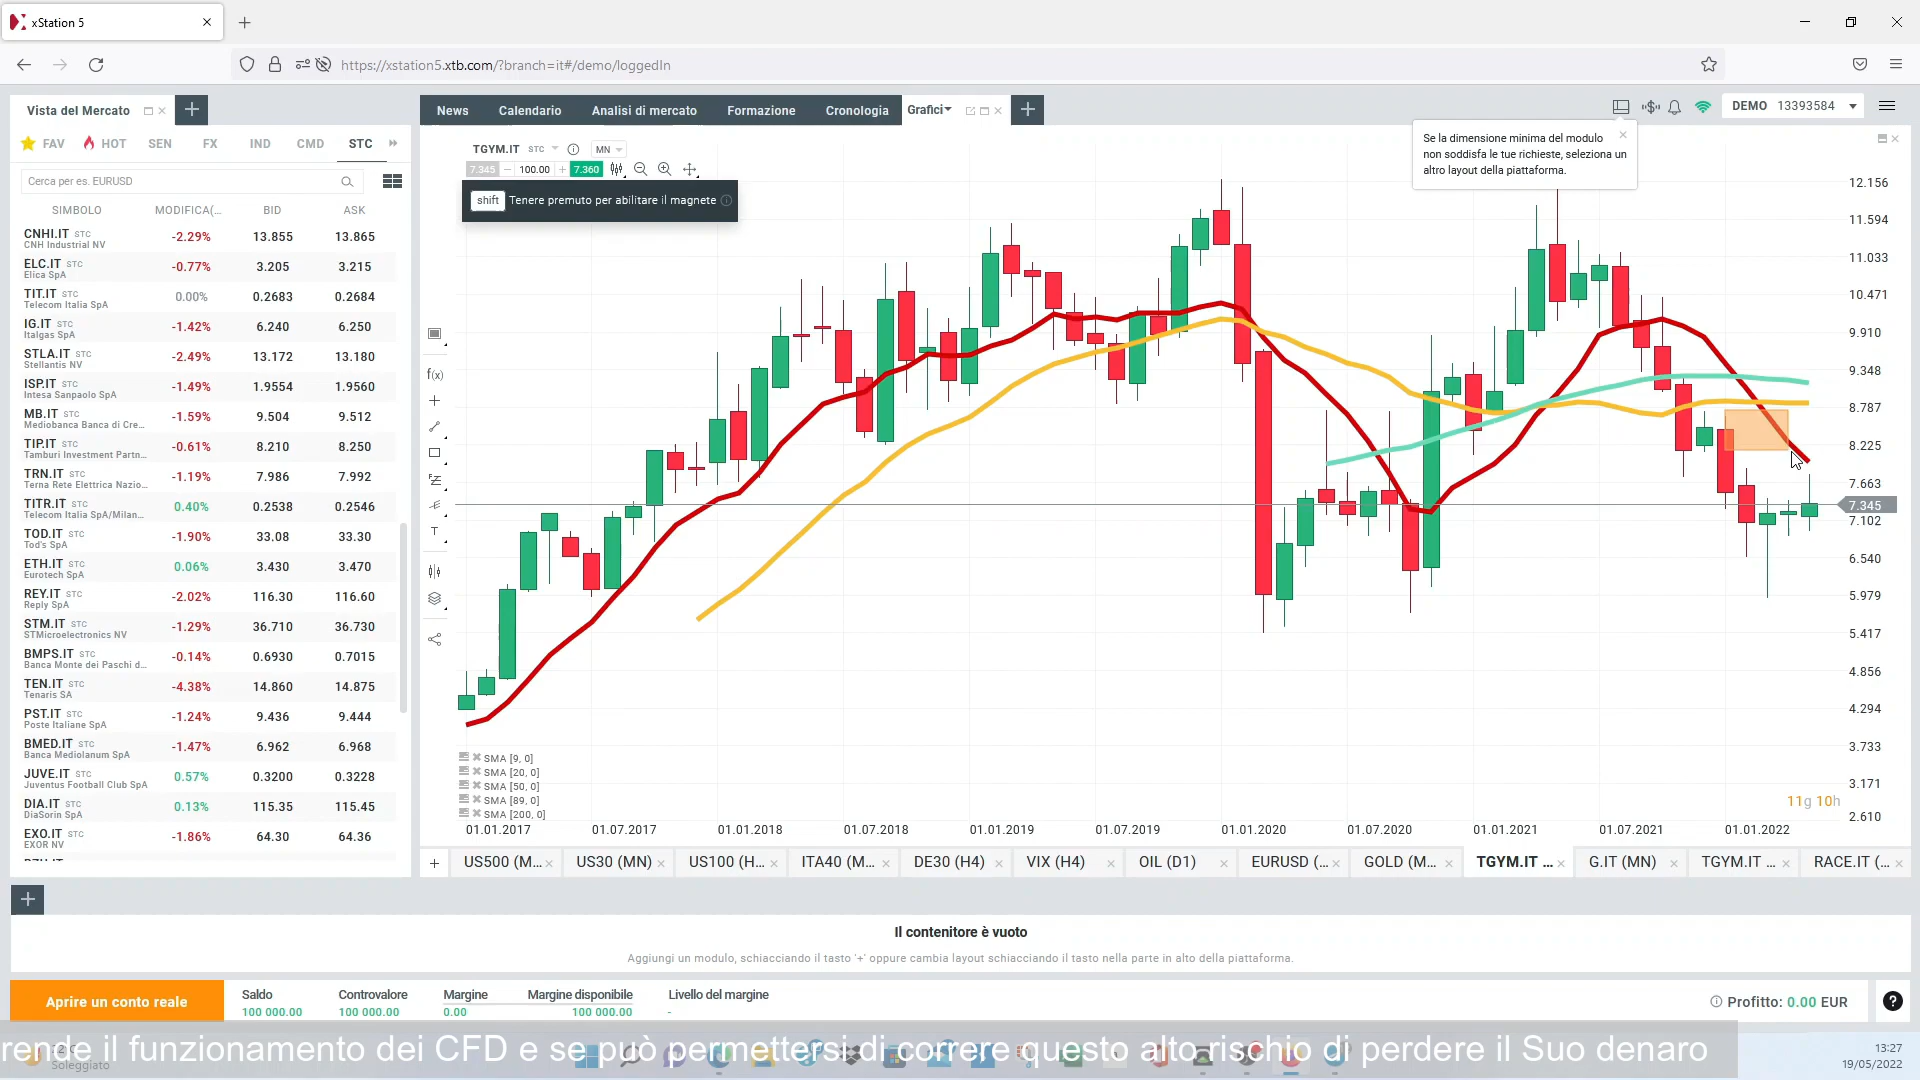 xStation 5
https://xstation5.xtb.com/?branch=it#/demo/loggedIn
Vista del Mercato
News Calendario Analisi di mercato Formazione Cronologia Grafici
DEMO 13393584
FAV HOT SEN FX IND CMD STC
Se la dimensione minima del modulo
non soddisfa le tue richieste, seleziona un
altro layout della piattaforma.
TGYM.IT STC MN
7.345 100.00 7.360
Cerca per es. EURUSD
shift Tenere premuto per abilitare il magnete
SIMBOLO MODIFICA(... BID ASK
CNHI.IT STC -2.29% 13.855 13.865
CNH Industrial NV
ELC.IT STC -0.77% 3.205 3.215
Elica SpA
TIT.IT STC 0.00% 0.2683 0.2684
Telecom Italia SpA
IG.IT STC -1.42% 6.240 6.250
Italgas SpA
STLA.IT STC -2.49% 13.172 13.180
Stellantis NV
ISP.IT STC -1.49% 1.9554 1.9560
Intesa Sanpaolo SpA
MB.IT STC -1.59% 9.504 9.512
Mediobanca Banca di Cre...
TIP.IT STC -0.61% 8.210 8.250
Tamburi Investment Partn...
TRN.IT STC -1.19% 7.986 7.992
Terna Rete Elettrica Nazio...
TITR.IT STC 0.40% 0.2538 0.2546
Telecom Italia SpA/Milan...
TOD.IT STC -1.90% 33.08 33.30
Tod's SpA
ETH.IT STC 0.06% 3.430 3.470
Eurotech SpA
REY.IT STC -2.02% 116.30 116.60
Reply SpA
STM.IT STC -1.29% 36.710 36.730
STMicroelectronics NV
BMPS.IT STC -0.14% 0.6930 0.7015
Banca Monte dei Paschi d...
TEN.IT STC -4.38% 14.860 14.875
Tenaris SA
PST.IT STC -1.24% 9.436 9.444
Poste Italiane SpA
BMED.IT STC -1.47% 6.962 6.968
Banca Mediolanum SpA
JUVE.IT STC 0.57% 0.3200 0.3228
Juventus Football Club SpA
DIA.IT STC 0.13% 115.35 115.45
DiaSorin SpA
EXO.IT STC -1.86% 64.30 64.36
EXOR NV
f(x)
T
12.156
11.594
11.033
10.471
9.910
9.348
8.787
8.225
7.663
7.345
7.102
6.540
5.979
5.417
4.856
4.294
3.733
3.171
2.610
SMA [9, 0]
SMA [20, 0]
SMA [50, 0]
SMA [89, 0]
SMA [200, 0]
11g 10h
01.01.2017 01.07.2017 01.01.2018 01.07.2018 01.01.2019 01.07.2019 01.01.2020 01.07.2020 01.01.2021 01.07.2021 01.01.2022
US500 (M... US30 (MN) US100 (H... ITA40 (M... DE30 (H4) VIX (H4) OIL (D1) EURUSD (... GOLD (M... TGYM.IT ... G.IT (MN) TGYM.IT ... RACE.IT (...
Il contenitore è vuoto
Aggiungi un modulo, schiacciando il tasto '+' oppure cambia layout schiacciando il tasto nella parte in alto della piattaforma.
Aprire un conto reale
Saldo Controvalore Margine Margine disponibile Livello del margine
100 000.00 100 000.00 0.00 100 000.00 -
Profitto: 0.00 EUR
rende il funzionamento dei CFD e se può permettersi di correre questo alto rischio di perdere il Suo denaro
Soleggiato
13:27
19/05/2022